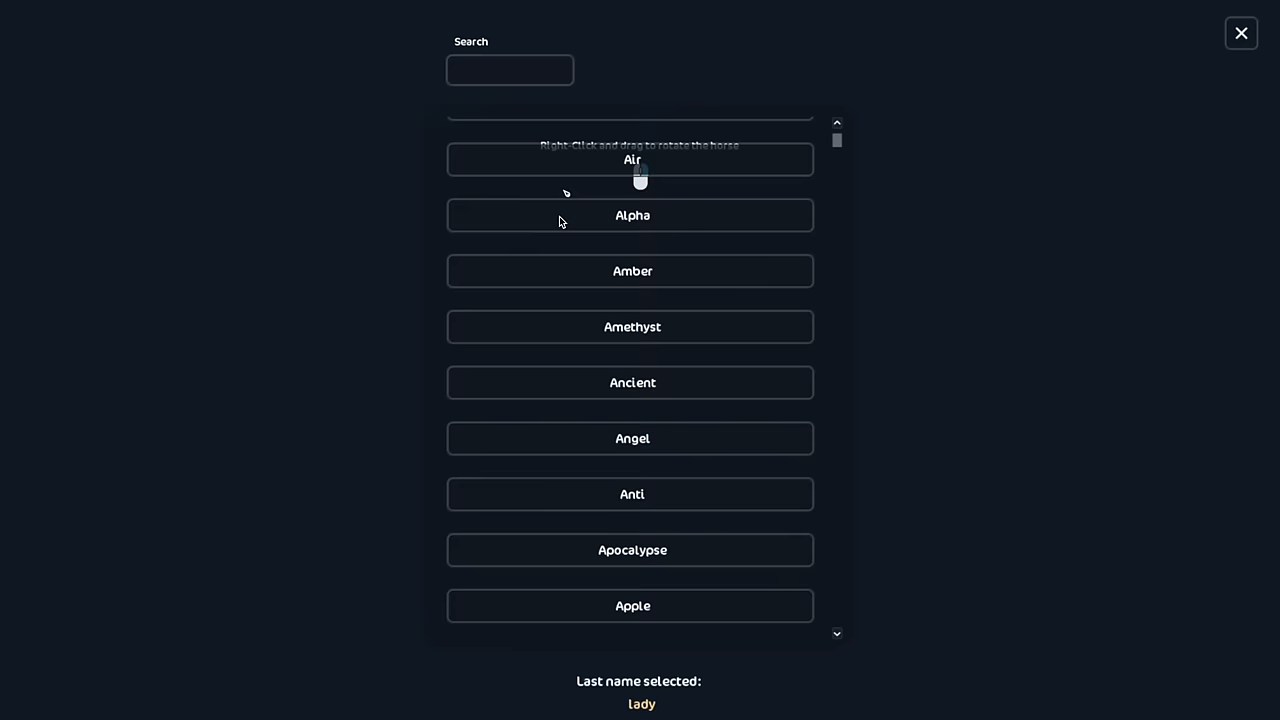 Search
Right-Click and drag to rotate the horse
Air
Alpha
Amber
Amethyst
Ancient
Angel
Anti
Apocalypse
Apple
Last name selected:
lady